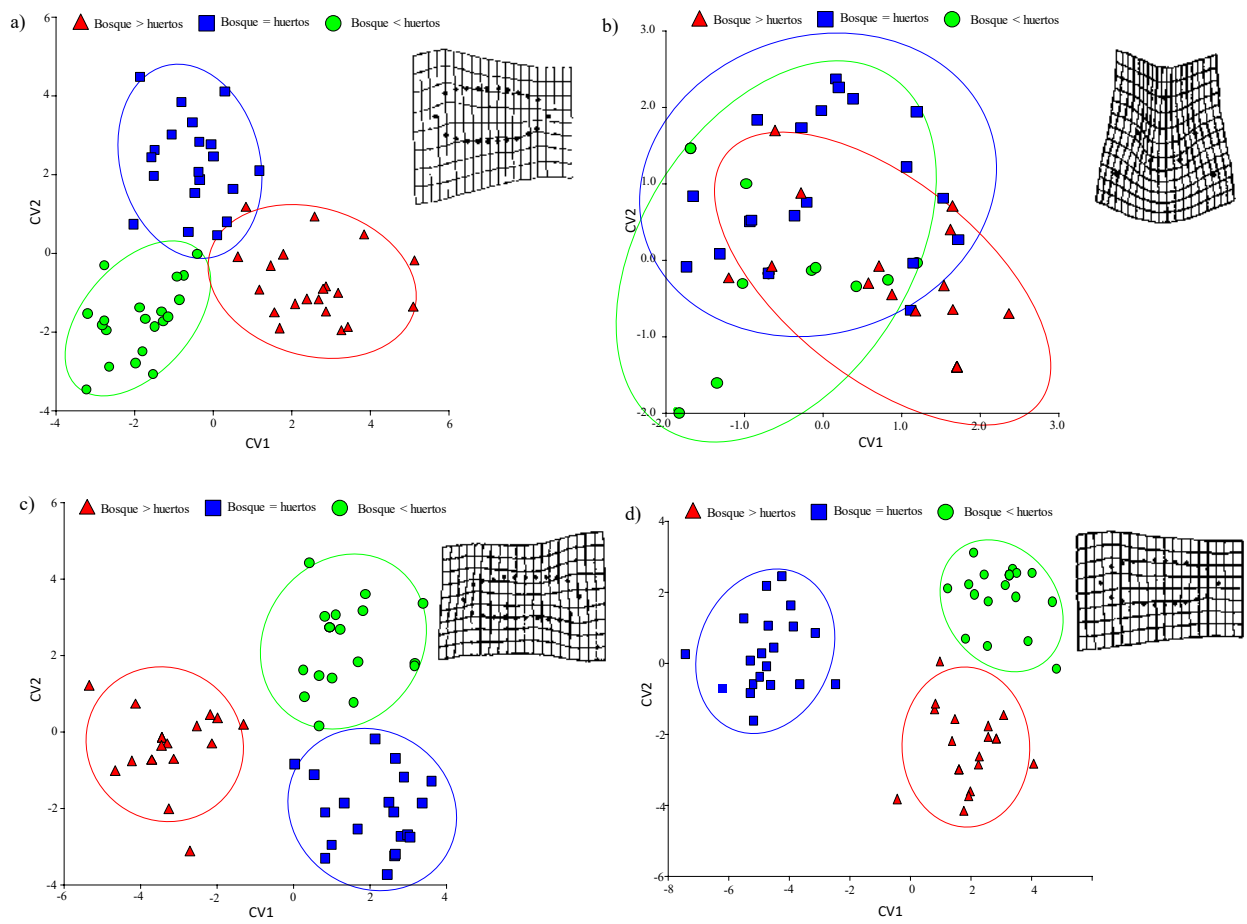 a)
Bosque > huertos Bosque = huertos Bosque < huertos
6
4
2
0
-2
-4
CV2
-4 -2 0 2 4 6
CV1
b)
Bosque > huertos Bosque = huertos Bosque < huertos
3.0
2.0
1.0
0.0
-1.0
-2.0
CV2
-2.0 -1.0 0.0 1.0 2.0 3.0
CV1
c)
Bosque > huertos Bosque = huertos Bosque < huertos
6
4
2
0
-2
-4
CV2
-6 -4 -2 0 2 4
CV1
d)
Bosque > huertos Bosque = huertos Bosque < huertos
4
2
0
-2
-4
-6
CV2
-8 -6 -4 -2 0 2 4 6
CV1